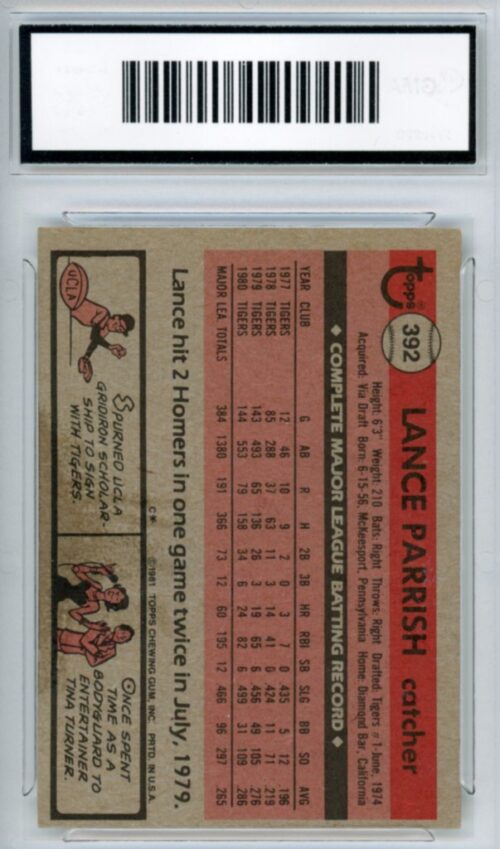 Topps®
392
LANCE PARRISH catcher
Height: 6'3" Weight: 210 Bats: Right Throws: Right Drafted: Tigers #1-June, 1974
Acquired: Via Draft Born: 6-15-56, McKeesport, Pennsylvania Home: Diamond Bar, California
◆ COMPLETE MAJOR LEAGUE BATTING RECORD ◆
YEAR CLUB G AB R H 2B 3B HR RBI SB SLG BB SO AVG
1977 TIGERS 12 46 10 9 2 0 3 7 0 435 5 12 196
1978 TIGERS 85 288 37 63 11 3 14 41 0 424 11 71 219
1979 TIGERS 143 493 65 136 26 3 19 65 6 456 49 105 276
1980 TIGERS 144 553 79 158 34 6 24 82 6 499 31 109 286
MAJOR LEA. TOTALS 384 1380 191 366 73 12 60 195 12 466 96 297 265
Lance hit 2 Homers in one game twice in July, 1979.
C* ©1981 TOPPS CHEWING GUM, INC. PRTD. IN U.S.A.
UCLA
SPURNED UCLA
GRIDIRON SCHOLAR-
SHIP TO SIGN
WITH TIGERS.
ONCE SPENT
TIME AS A
BODYGUARD TO
ENTERTAINER
TINA TURNER.